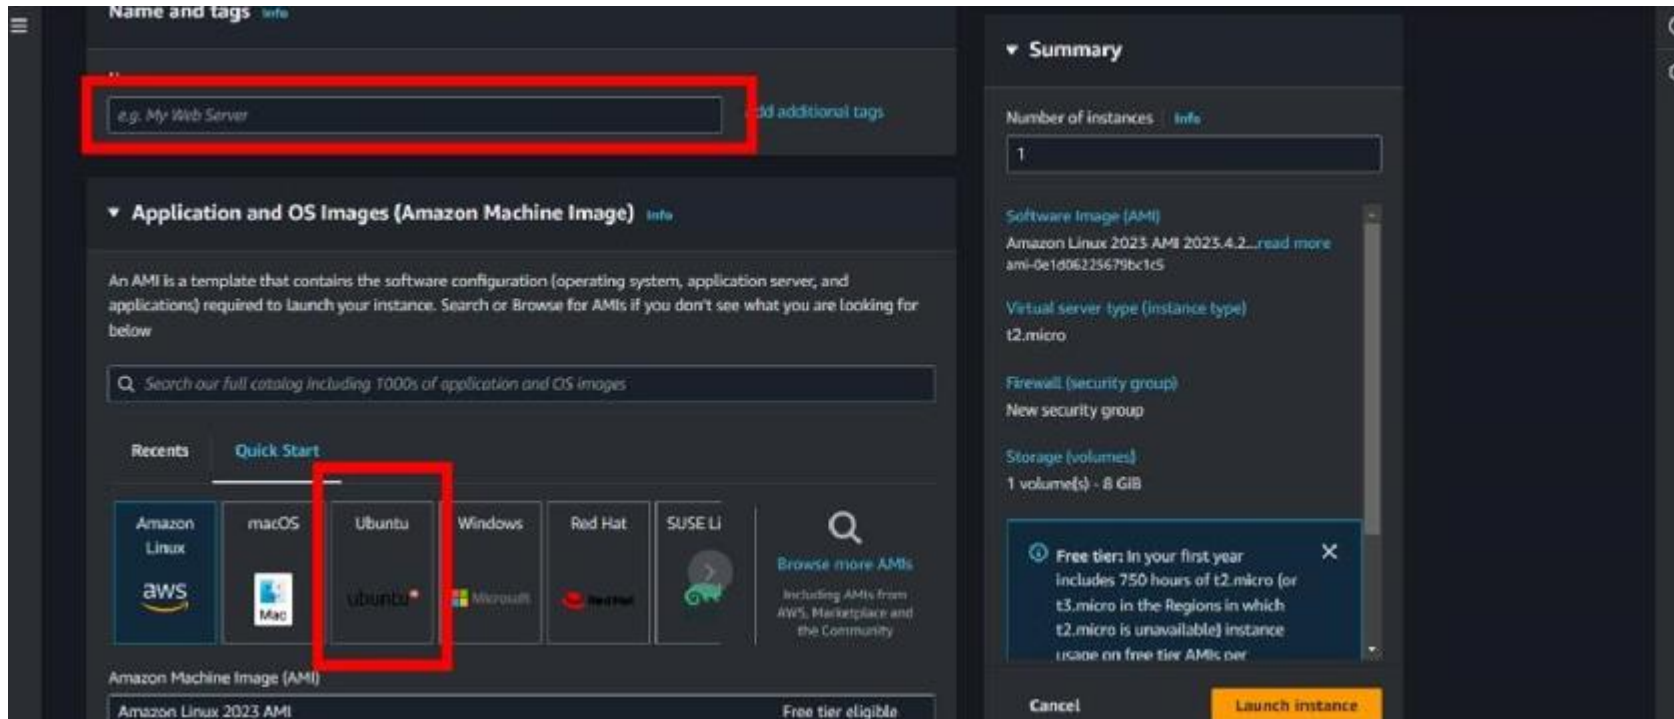 Name and tags Info
e.g. My Web Server
Add additional tags
▼ Application and OS Images (Amazon Machine Image) Info
An AMI is a template that contains the software configuration (operating system, application server, and
applications) required to launch your instance. Search or Browse for AMIs if you don't see what you are looking for
below
Search our full catalog including 1000s of application and OS images
Recents
Quick Start
Amazon
Linux
aws
macOS
Mac
Ubuntu
ubuntu
Windows
Microsoft
Red Hat
Red Hat
SUSE Li
Browse more AMIs
Including AMIs from
AWS, Marketplace and
the Community
Amazon Machine Image (AMI)
Amazon Linux 2023 AMI
Free tier eligible
▼ Summary
Number of instances Info
1
Software Image (AMI)
Amazon Linux 2023 AMI 2023.4.2...read more
ami-0e1d06225679bc1c5
Virtual server type (instance type)
t2.micro
Firewall (security group)
New security group
Storage (volumes)
1 volume(s) - 8 GiB
Free tier: In your first year
includes 750 hours of t2.micro (or
t3.micro in the Regions in which
t2.micro is unavailable) instance
usage on free tier AMIs per
Cancel
Launch instance